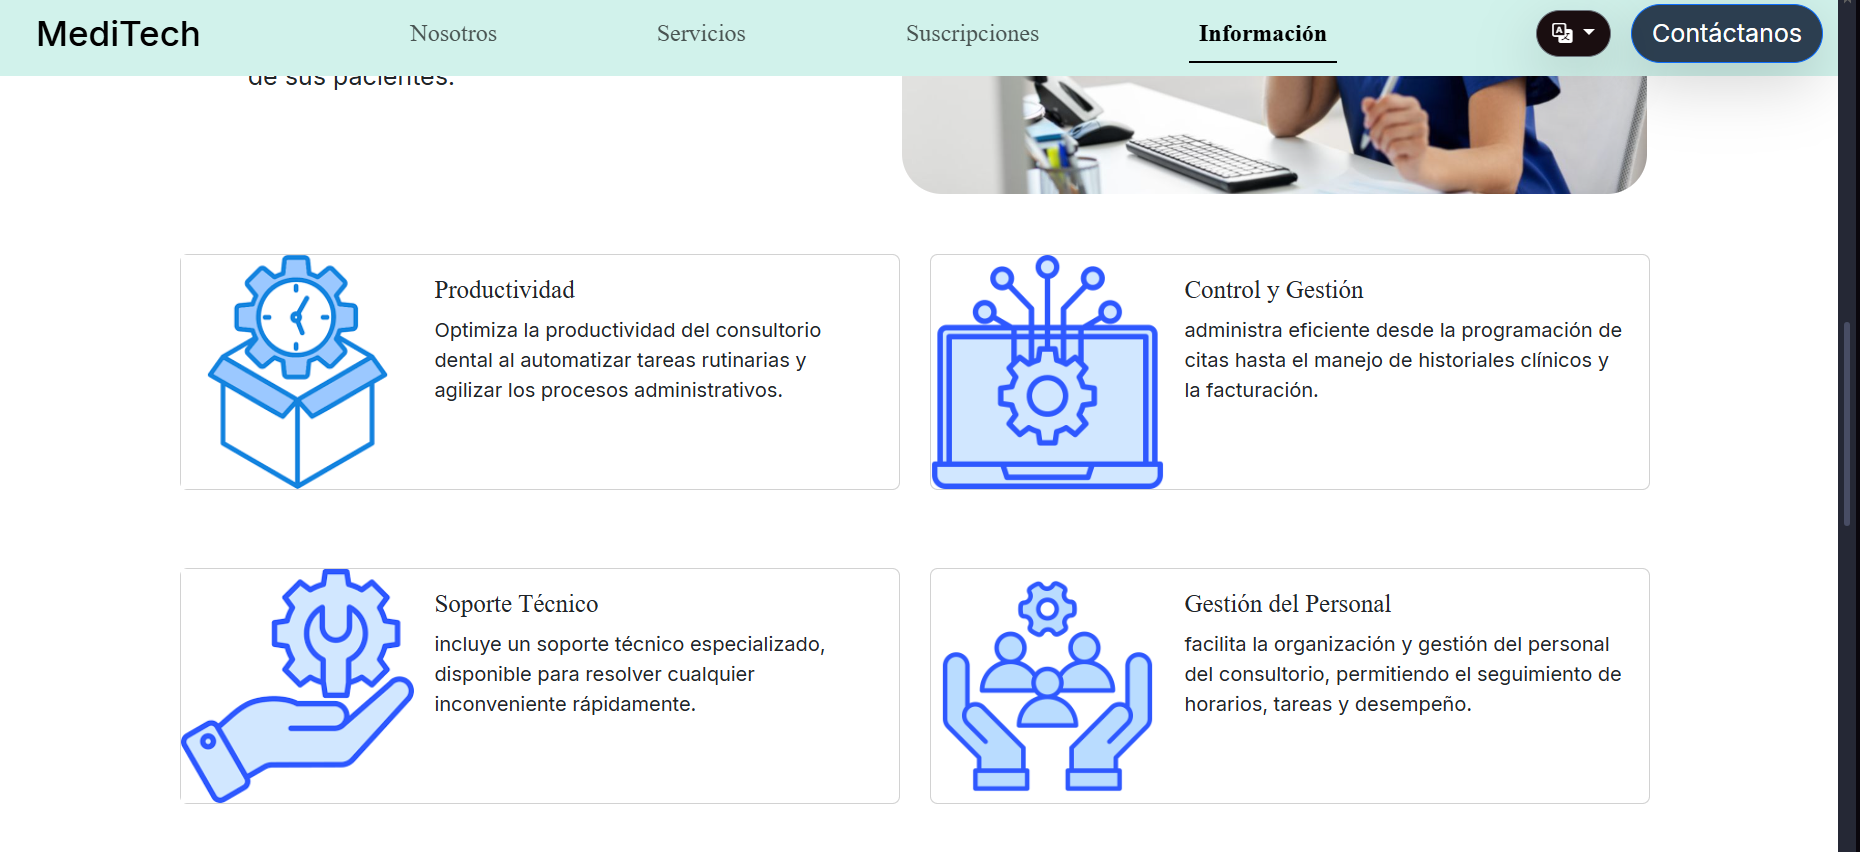 MediTech
Nosotros
Servicios
Suscripciones
Información
Contáctanos
de sus pacientes.
Productividad
Optimiza la productividad del consultorio
dental al automatizar tareas rutinarias y
agilizar los procesos administrativos.
Control y Gestión
administra eficiente desde la programación de
citas hasta el manejo de historiales clínicos y
la facturación.
Soporte Técnico
incluye un soporte técnico especializado,
disponible para resolver cualquier
inconveniente rápidamente.
Gestión del Personal
facilita la organización y gestión del personal
del consultorio, permitiendo el seguimiento de
horarios, tareas y desempeño.